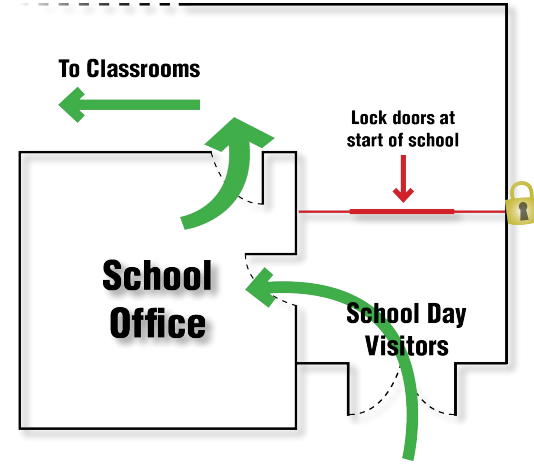 To Classrooms
Lock doors at
start of school
School
Office
School Day
Visitors